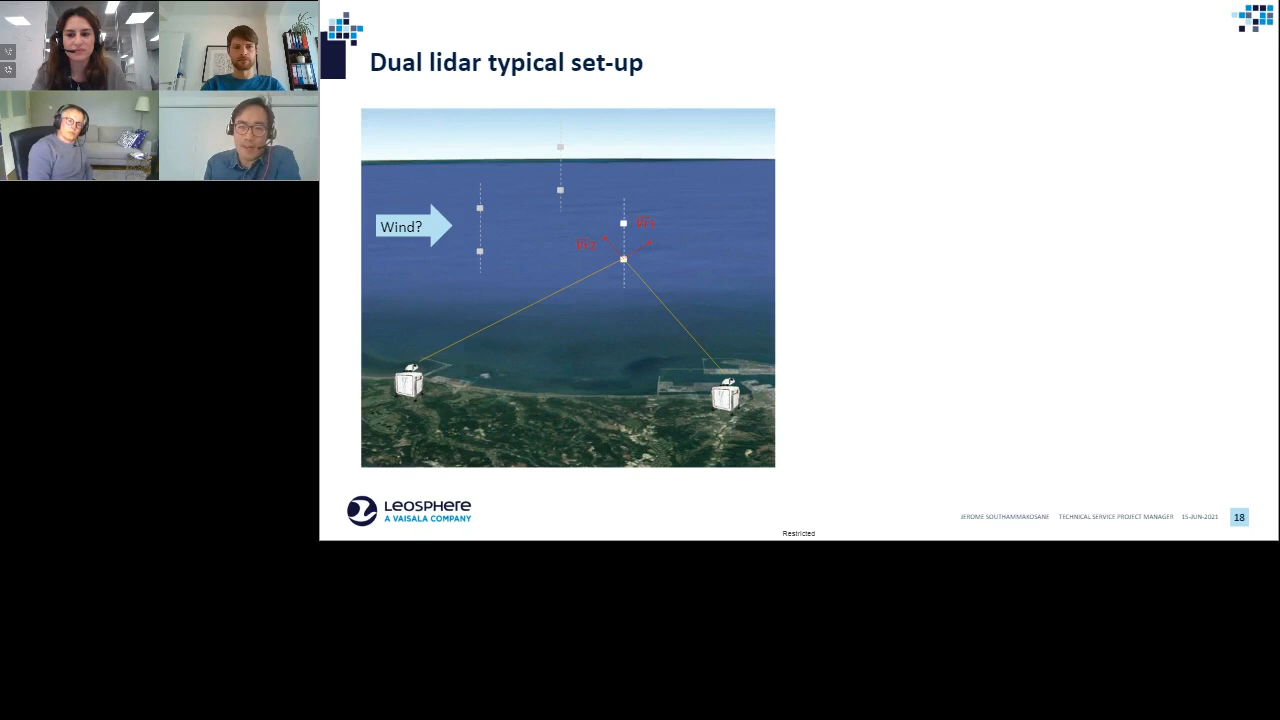 Dual lidar typical set-up
Wind?
LEOSPHERE
A VAISALA COMPANY
JEROME SOUTHAMMAKOSANE TECHNICAL SERVICE PROJECT MANAGER 15-JUN-2021 18
Restricted